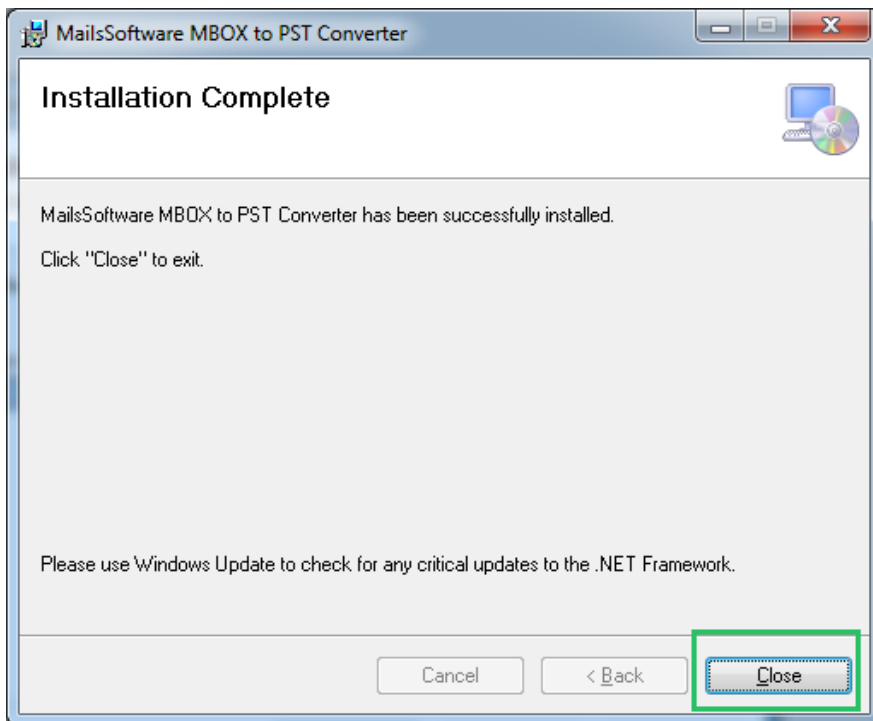 MailsSoftware MBOX to PST Converter
Installation Complete
MailsSoftware MBOX to PST Converter has been successfully installed.
Click "Close" to exit.
Please use Windows Update to check for any critical updates to the .NET Framework.
Cancel
< Back
Close